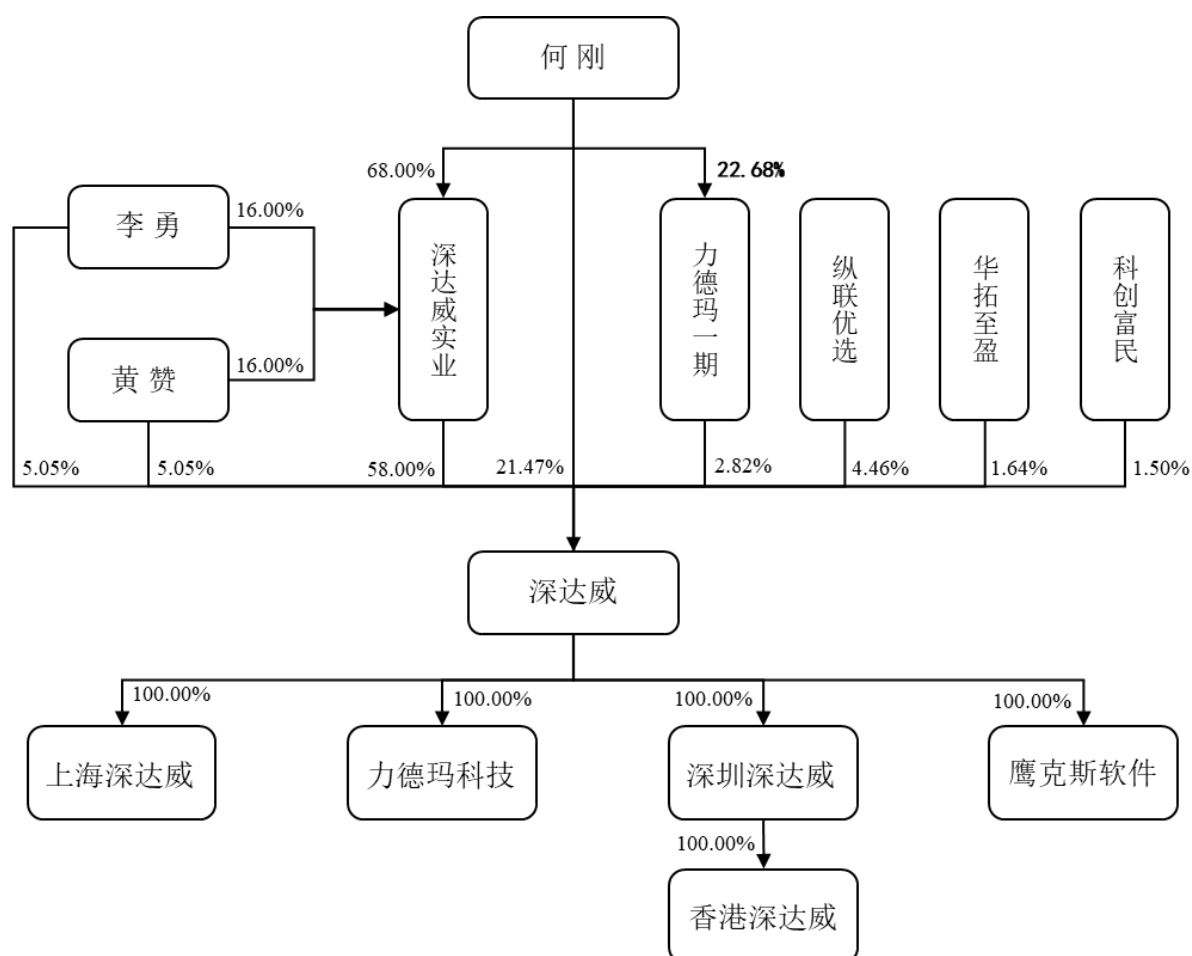 何 刚
68.00%
22.68%
李 勇
16.00%
黄 赞
16.00%
深达威实业
力德玛一期
纵联优选
华拓至盈
科创富民
5.05%
5.05%
58.00%
21.47%
2.82%
4.46%
1.64%
1.50%
深达威
100.00%
100.00%
100.00%
100.00%
上海深达威
力德玛科技
深圳深达威
鹰克斯软件
100.00%
香港深达威